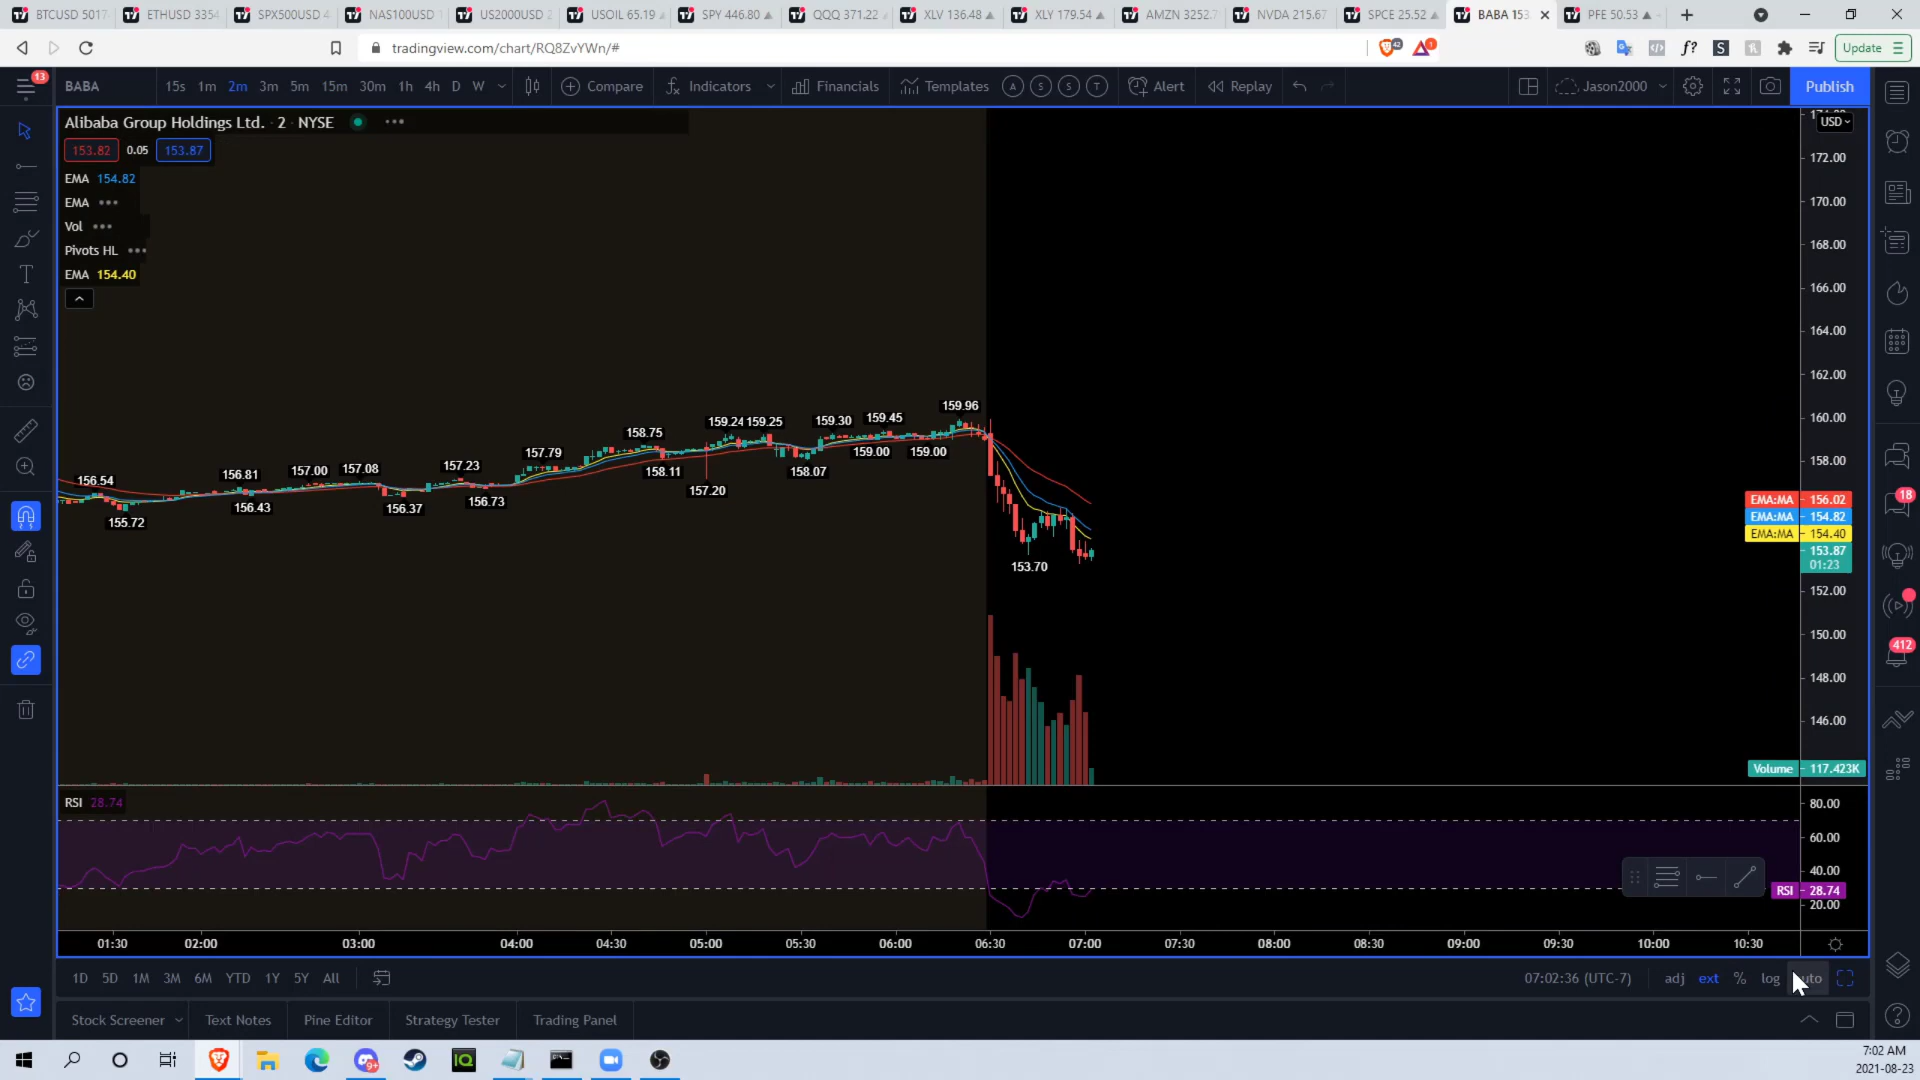 BTCUSD 5017
ETHUSD 3354
SPX500USD 4
NAS100USD 1
US2000USD 2
USOIL 65.19
SPY 446.80
QQQ 371.22
XLV 136.48
XLY 179.54
AMZN 3252.7
NVDA 215.67
SPCE 25.52
BABA 153
PFE 50.53
tradingview.com/chart/RQ8ZvYWn/#
42
1
Update
13
BABA
15s 1m 2m 3m 5m 15m 30m 1h 4h D W
Compare
Indicators
Financials
Templates
A S S T
Alert
Replay
Jason2000
Publish
Alibaba Group Holdings Ltd. · 2 · NYSE
153.82 0.05 153.87
EMA 154.82
EMA
Vol
Pivots HL
EMA 154.40
USD
172.00
170.00
168.00
166.00
164.00
162.00
160.00
158.00
152.00
150.00
148.00
146.00
156.54
155.72
156.81
156.43
157.00
157.08
156.37
157.23
156.73
157.79
158.75
158.11
159.24
159.25
157.20
158.07
159.30
159.45
159.00
159.00
159.96
153.70
EMA:MA 156.02
EMA:MA 154.82
EMA:MA 154.40
153.87
01:23
Volume 117.423K
RSI 28.74
80.00
60.00
40.00
RSI 28.74
20.00
01:30 02:00 03:00 04:00 04:30 05:00 05:30 06:00 06:30 07:00 07:30 08:00 08:30 09:00 09:30 10:00 10:30
1D 5D 1M 3M 6M YTD 1Y 5Y All
07:02:36 (UTC-7)
adj ext % log
Stock Screener
Text Notes
Pine Editor
Strategy Tester
Trading Panel
18
412
9+
IQ
7:02 AM
2021-08-23